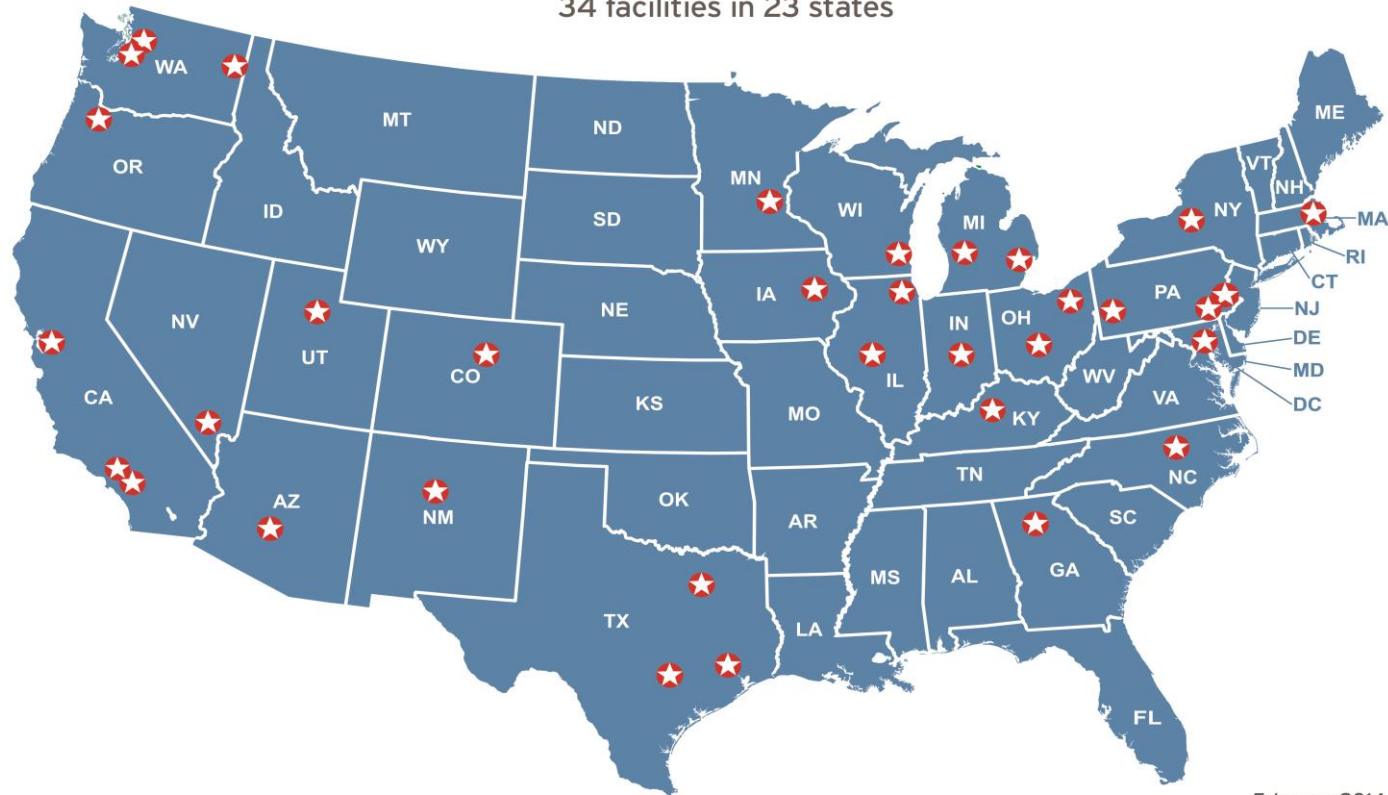 34 facilities in 23 states
WA
MT
ND
ME
OR
MN
VT
NH
ID
SD
WI
MI
NY
MA
WY
RI
CT
IA
PA
NE
NJ
NV
IN
OH
DE
UT
CO
IL
MD
CA
WV
KS
MO
VA
DC
KY
TN
NC
AZ
NM
OK
AR
SC
MS
AL
GA
TX
LA
FL